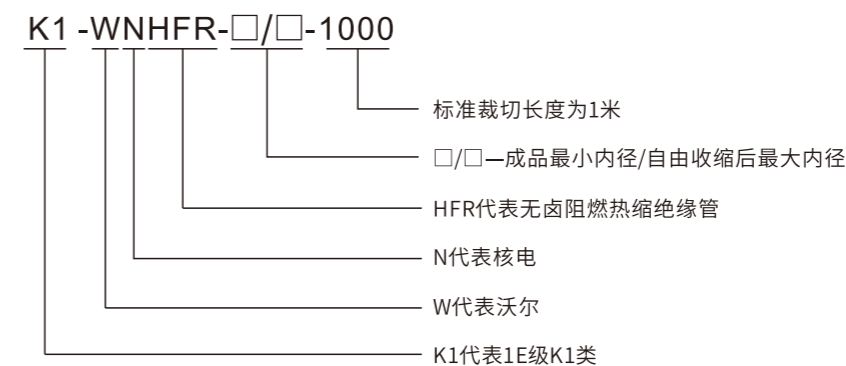 K1-WNHFR-□/□-1000
标准裁切长度为1米
□/□—成品最小内径/自由收缩后最大内径
HFR代表无卤阻燃热缩绝缘管
N代表核电
W代表沃尔
K1代表1E级K1类